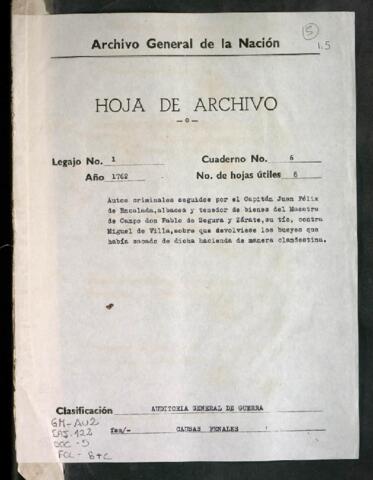 5
1.5
Archivo General de la Nación
HOJA DE ARCHIVO
—o—
Legajo No. 1 Cuaderno No. 6
Año 1762 No. de hojas útiles 8
Autos criminales seguidos por el Capitán Juan Félix
de Encalada, albacea y tenedor de bienes del Maestre
de Campo don Pablo de Segura y Zárate, su tío, contra
Miguel de Villa, sobre que devolviese los bueyes que
había sacado de dicha hacienda de manera clandestina.
Clasificación AUDITORIA GENERAL DE GUERRA
fzs/- CAUSAS PENALES
GM-AU2
CAJ. 122
DOC - 5
FOL - 8+C